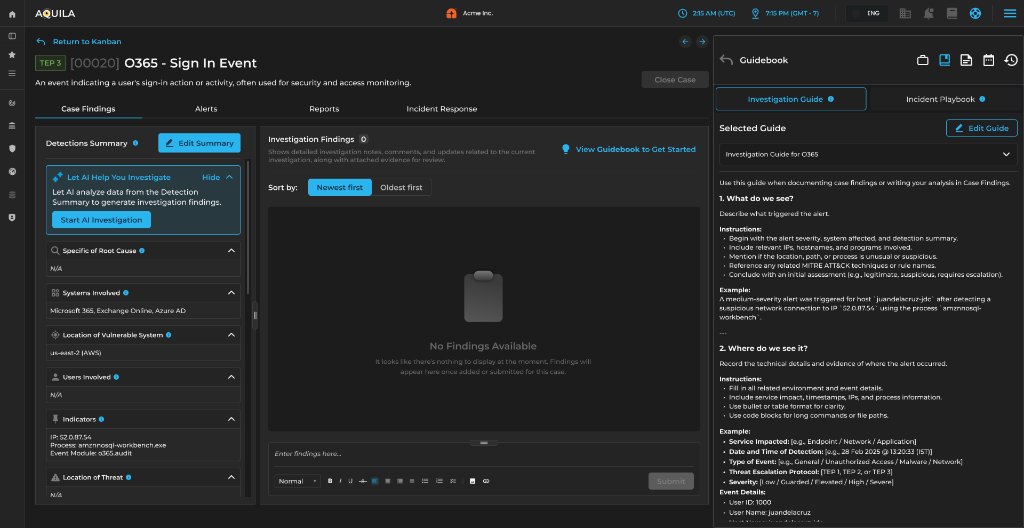 AQUILA
Acme Inc.
2:15 AM (UTC)
7:15 PM (GMT - 7)
ENG
Return to Kanban
TEP 3 [00020] O365 - Sign In Event
An event indicating a user's sign-in action or activity, often used for security and access monitoring.
Close Case
Case Findings
Alerts
Reports
Incident Response
Detections Summary
Edit Summary
Let AI Help You Investigate
Hide
Let AI analyze data from the Detection
Summary to generate investigation findings.
Start AI Investigation
Specific of Root Cause
N/A
Systems Involved
Microsoft 365, Exchange Online, Azure AD
Location of Vulnerable System
us-east-2 (AWS)
Users Involved
N/A
Indicators
IP: 52.0.87.54
Process: amznnosql-workbench.exe
Event Module: o365.audit
Location of Threat
N/A
Investigation Findings 0
Shows detailed investigation notes, comments, and updates related to the current
investigation, along with attached evidence for review.
View Guidebook to Get Started
Sort by:
Newest first
Oldest first
No Findings Available
It looks like there's nothing to display at the moment. Findings will
appear here once added or submitted for this case.
Enter findings here...
Normal
B I U A
Submit
Guidebook
Investigation Guide
Incident Playbook
Selected Guide
Edit Guide
Investigation Guide for O365
Use this guide when documenting case findings or writing your analysis in Case Findings.
1. What do we see?
Describe what triggered the alert.
Instructions:
• Begin with the alert severity, system affected, and detection summary.
• Include relevant IPs, hostnames, and programs involved.
• Mention if the location, path, or process is unusual or suspicious.
• Reference any related MITRE ATT&CK techniques or rule names.
• Conclude with an initial assessment (e.g., legitimate, suspicious, requires escalation).
Example:
A medium-severity alert was triggered for host `juandelacruz-jdc` after detecting a
suspicious network connection to IP `52.0.87.54` using the process `amznnosql-
workbench`.
---
2. Where do we see it?
Record the technical details and evidence of where the alert occurred.
Instructions:
• Fill in all related environment and event details.
• Include service impact, timestamps, IPs, and process information.
• Use bullet or table format for clarity.
• Use code blocks for long commands or file paths.
Example:
• Service Impacted: [e.g., Endpoint / Network / Application]
• Date and Time of Detection: [e.g., 28 Feb 2025 @ 13:20:33 (IST)]
• Type of Event: [e.g., General / Unauthorized Access / Malware / Network]
• Threat Escalation Protocol: [TEP 1, TEP 2, or TEP 3]
• Severity: [Low / Guarded / Elevated / High / Severe]
Event Details:
• User ID: 1000
• User Name: juandelacruz